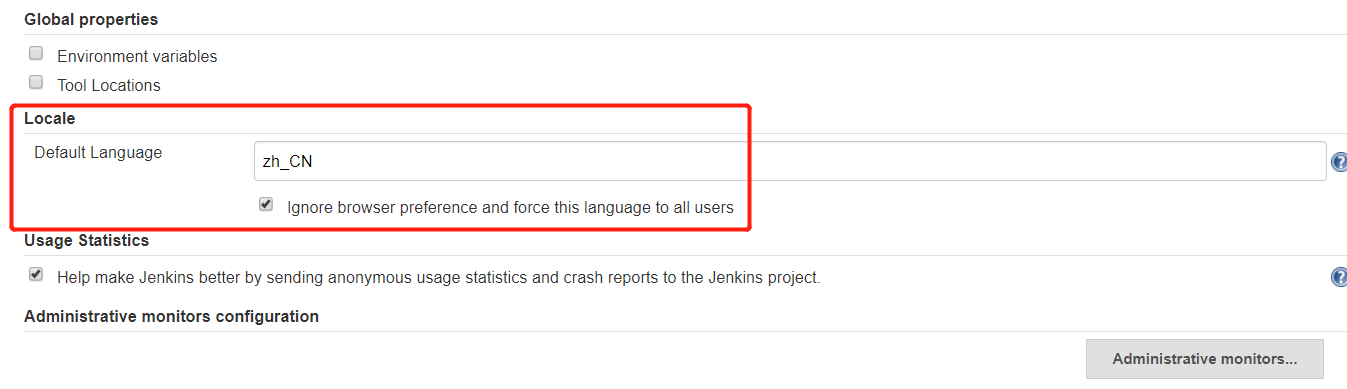 Global properties
Environment variables
Tool Locations
Locale
Default Language
zh_CN
?
Ignore browser preference and force this language to all users
Usage Statistics
Help make Jenkins better by sending anonymous usage statistics and crash reports to the Jenkins project.
?
Administrative monitors configuration
Administrative monitors...